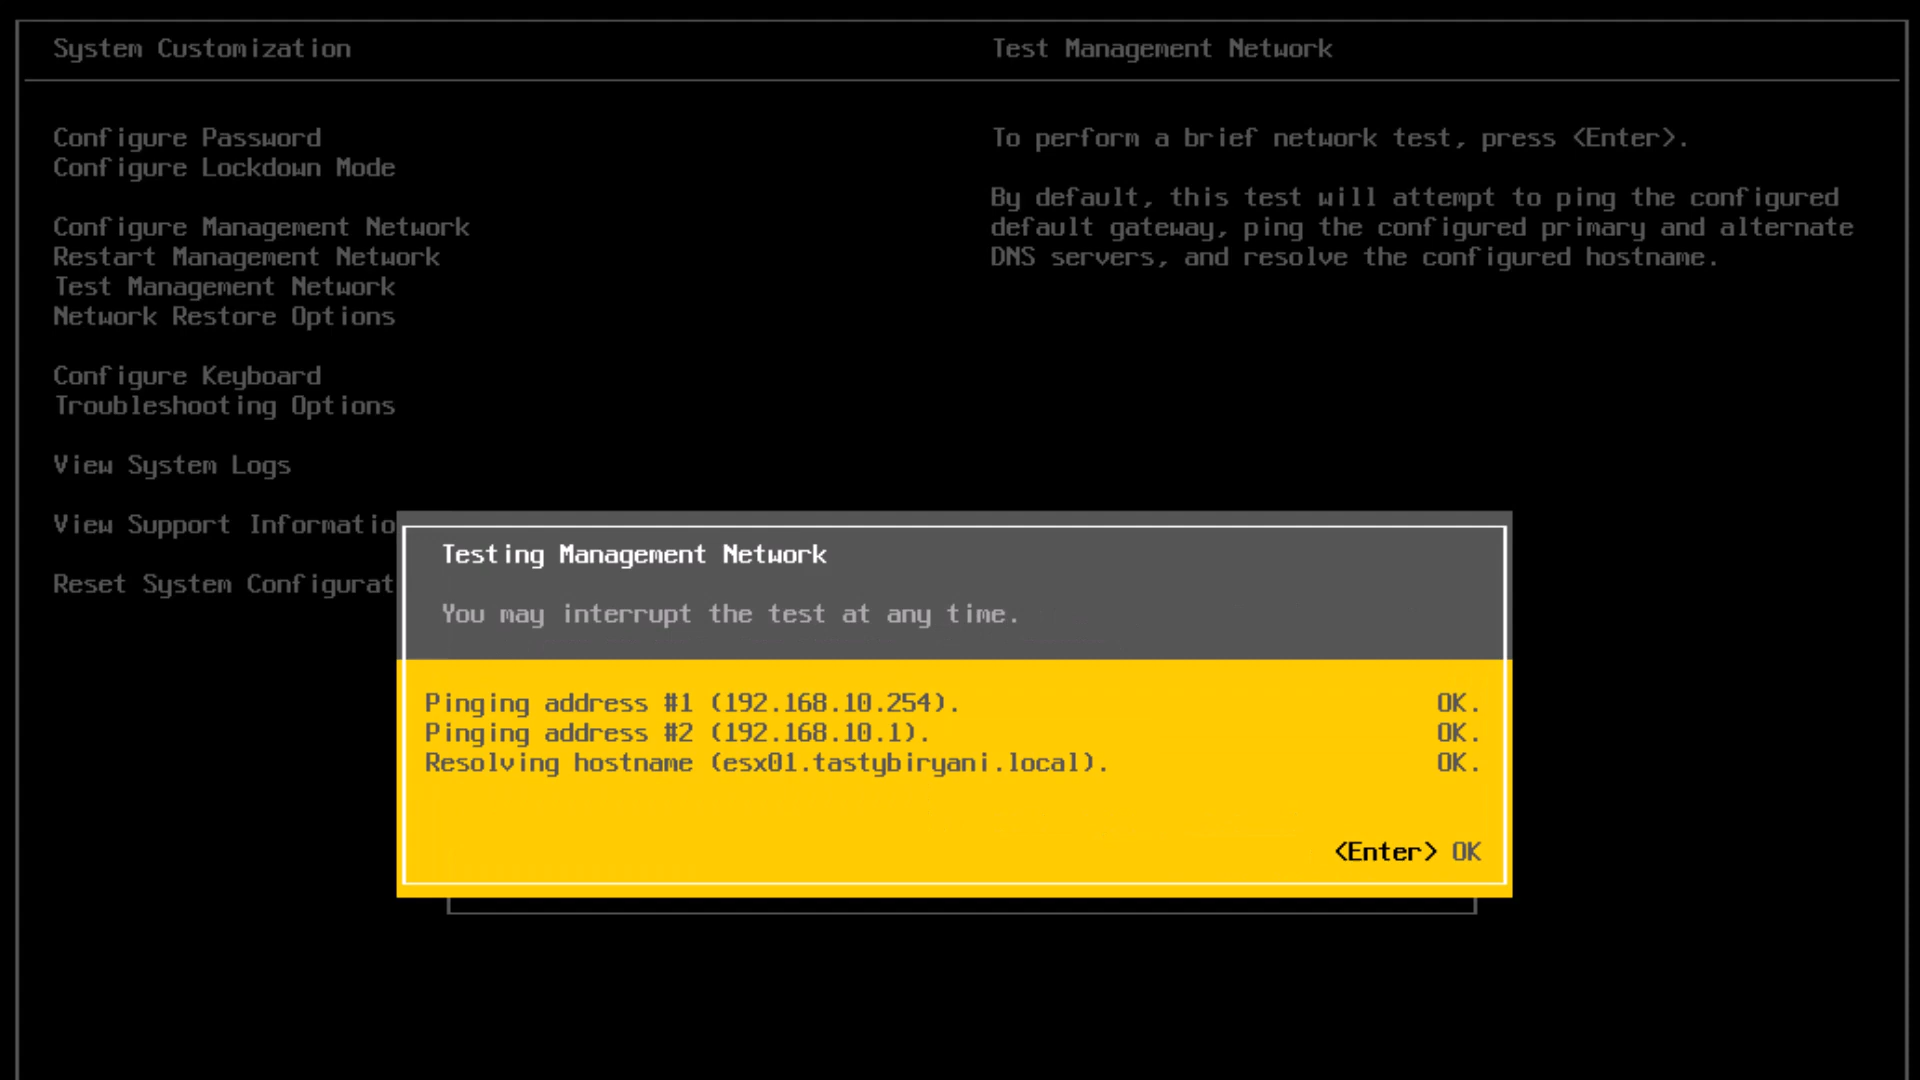 System Customization
Test Management Network
Configure Password
Configure Lockdown Mode
Configure Management Network
Restart Management Network
Test Management Network
Network Restore Options
Configure Keyboard
Troubleshooting Options
View System Logs
View Support Informatio
Reset System Configurat
To perform a brief network test, press <Enter>.
By default, this test will attempt to ping the configured
default gateway, ping the configured primary and alternate
DNS servers, and resolve the configured hostname.
Testing Management Network
You may interrupt the test at any time.
Pinging address #1 (192.168.10.254). OK.
Pinging address #2 (192.168.10.1). OK.
Resolving hostname (esx01.tastybiryani.local). OK.
<Enter> OK